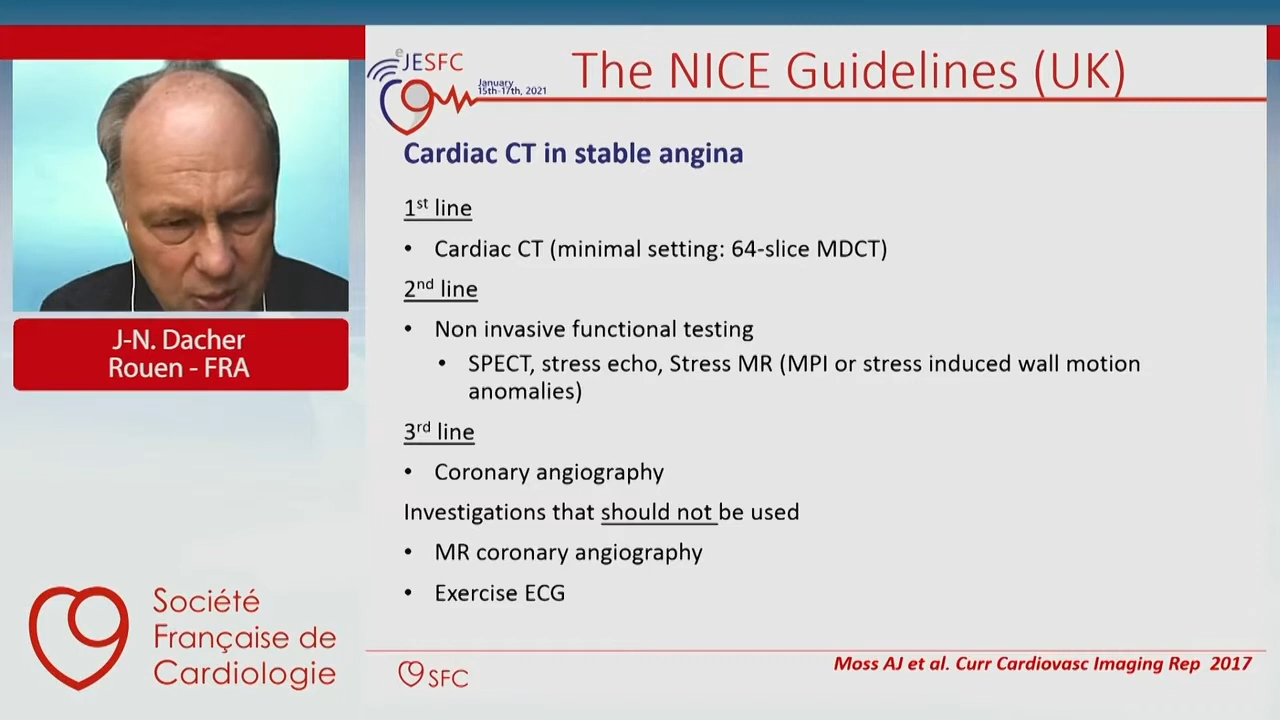 e
JESFC
January
15th-17th, 2021
The NICE Guidelines (UK)
Cardiac CT in stable angina
1st line
• Cardiac CT (minimal setting: 64-slice MDCT)
2nd line
• Non invasive functional testing
• SPECT, stress echo, Stress MR (MPI or stress induced wall motion
anomalies)
3rd line
• Coronary angiography
Investigations that should not be used
• MR coronary angiography
• Exercise ECG
J-N. Dacher
Rouen - FRA
Société
Française de
Cardiologie
SFC
Moss AJ et al. Curr Cardiovasc Imaging Rep 2017